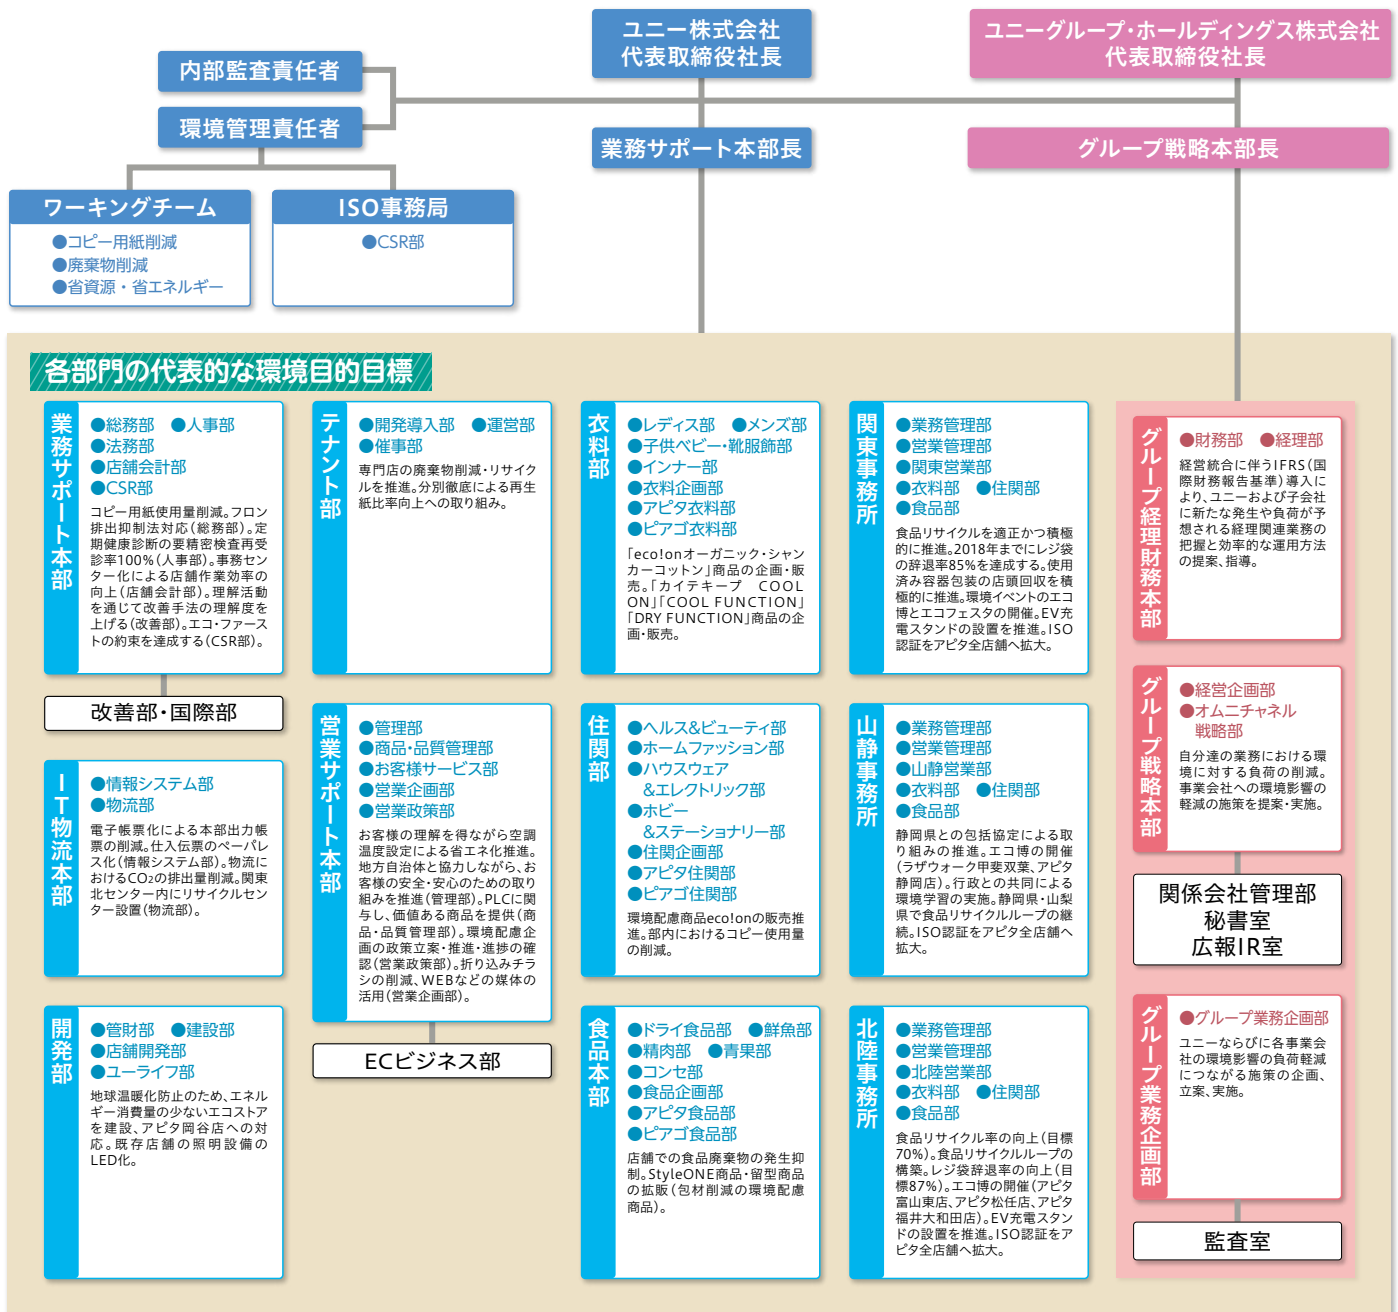 ユニー株式会社
代表取締役社長
ユニーグループ・ホールディングス株式会社
代表取締役社長
内部監査責任者
環境管理責任者
業務サポート本部長
グループ戦略本部長
ワーキングチーム
●コピー用紙削減
●廃棄物削減
●省資源・省エネルギー
ISO事務局
●CSR部
各部門の代表的な環境目的目標
業務サポート本部
●総務部　●人事部
●法務部
●店舗会計部
●CSR部
コピー用紙使用量削減。フロン
排出抑制法対応(総務部)。定
期健康診断の要精密検査再受
診率100%(人事部)。事務セン
ター化による店舗作業効率の
向上(店舗会計部)。理解活動
を通じて改善手法の理解度を
上げる(改善部)。エコ・ファース
トの約束を達成する(CSR部)。
改善部・国際部
IT物流本部
●情報システム部
●物流部
電子帳票化による本部出力帳
票の削減。仕入伝票のペーパレ
ス化(情報システム部)。物流に
おけるCO2の排出量削減。関東
北センター内にリサイクルセン
ター設置(物流部)。
開発部
●管財部　●建設部
●店舗開発部
●ユーライフ部
地球温暖化防止のため、エネル
ギー消費量の少ないエコストア
を建設、アピタ岡谷店への対
応。既存店舗の照明設備の
LED化。
テナント部
●開発導入部　●運営部
●催事部
専門店の廃棄物削減・リサイク
ルを推進。分別徹底による再生
紙比率向上への取り組み。
営業サポート本部
●管理部
●商品・品質管理部
●お客様サービス部
●営業企画部
●営業政策部
お客様の理解を得ながら空調
温度設定による省エネ化推進。
地方自治体と協力しながら、お
客様の安全・安心のための取り
組みを推進(管理部)。PLCに関
与し、価値ある商品を提供(商
品・品質管理部)。環境配慮企
画の政策立案・推進・進捗の確
認(営業政策部)。折り込みチラ
シの削減、WEBなどの媒体の
活用(営業企画部)。
ECビジネス部
衣料部
●レディス部　●メンズ部
●子供ベビー・靴服飾部
●インナー部
●衣料企画部
●アピタ衣料部
●ピアゴ衣料部
「eco!onオーガニック・シャン
カーコットン」商品の企画・販
売。「カイテキープ　COOL
ON」「COOL FUNCTION」
「DRY FUNCTION」商品の企
画・販売。
住関部
●ヘルス&ビューティ部
●ホームファッション部
●ハウスウェア
&エレクトリック部
●ホビー
&ステーショナリー部
●住関企画部
●アピタ住関部
●ピアゴ住関部
環境配慮商品eco!onの販売推
進。部内におけるコピー使用量
の削減。
食品本部
●ドライ食品部　●鮮魚部
●精肉部　●青果部
●コンセ部
●食品企画部
●アピタ食品部
●ピアゴ食品部
店舗での食品廃棄物の発生抑
制。StyleONE商品・留型商品
の拡販(包材削減の環境配慮
商品)。
関東事務所
●業務管理部
●営業管理部
●関東営業部
●衣料部　●住関部
●食品部
食品リサイクルを適正かつ積極
的に推進。2018年までにレジ袋
の辞退率85%を達成する。使用
済み容器包装の店頭回収を積
極的に推進。環境イベントのエコ
博とエコフェスタの開催。EV充
電スタンドの設置を推進。ISO
認証をアピタ全店舗へ拡大。
山静事務所
●業務管理部
●営業管理部
●山静営業部
●衣料部　●住関部
●食品部
静岡県との包括協定による取
り組みの推進。エコ博の開催
(ラザウォーク甲斐双葉、アピタ
静岡店)。行政との共同による
環境学習の実施。静岡県・山梨
県で食品リサイクルループの継
続。ISO認証をアピタ全店舗へ
拡大。
北陸事務所
●業務管理部
●営業管理部
●北陸営業部
●衣料部　●住関部
●食品部
食品リサイクル率の向上(目標
70%)。食品リサイクルループの
構築。レジ袋辞退率の向上(目
標87%)。エコ博の開催(アピタ
富山東店、アピタ松任店、アピタ
福井大和田店)。EV充電スタン
ドの設置を推進。ISO認証をア
ピタ全店舗へ拡大。
グループ経理財務本部
●財務部　●経理部
経営統合に伴うIFRS(国
際財務報告基準)導入に
より、ユニーおよび子会社
に新たな発生や負荷が予
想される経理関連業務の
把握と効率的な運用方法
の提案、指導。
グループ戦略本部
●経営企画部
●オムニチャネル
戦略部
自分達の業務における環
境に対する負荷の削減。
事業会社への環境影響の
軽減の施策を提案・実施。
関係会社管理部
秘書室
広報IR室
グループ業務企画部
●グループ業務企画部
ユニーならびに各事業会
社の環境影響の負荷軽減
につながる施策の企画、
立案、実施。
監査室